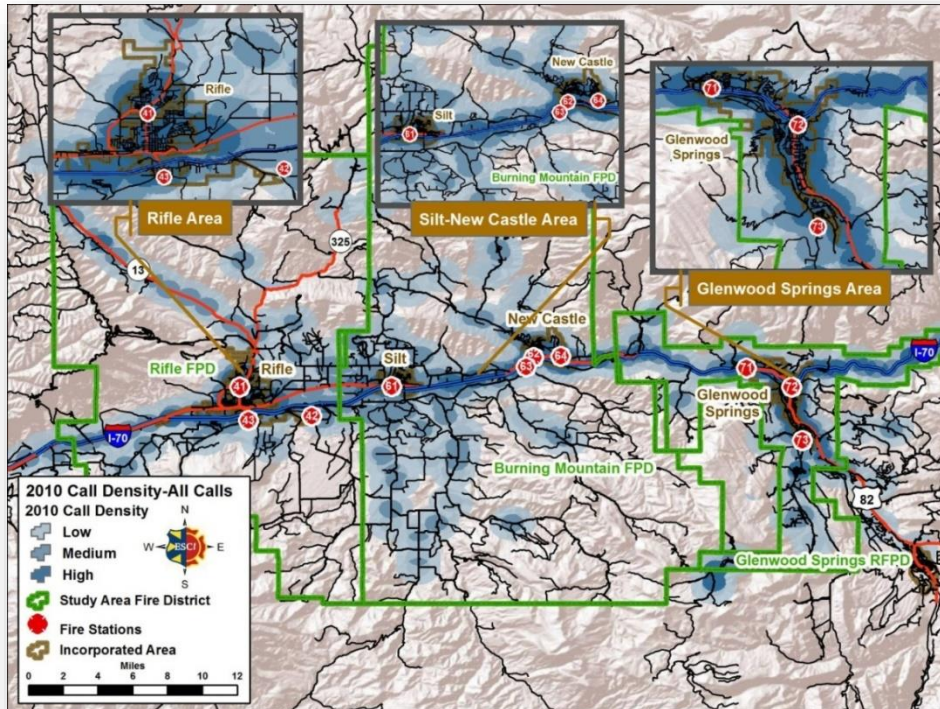 Rifle
41
43
42
Rifle Area
New Castle
62
64
63
Silt
61
Burning Mountain FPD
Silt-New Castle Area
71
72
Glenwood
Springs
73
Glenwood Springs Area
325
13
New Castle
62
64
63
Rifle FPD
Rifle
41
Silt
61
43
42
I-70
71
72
Glenwood
Springs
73
I-70
Burning Mountain FPD
82
Glenwood Springs RFPD
2010 Call Density-All Calls
2010 Call Density
Low
Medium
High
N
W
E
S
ESCI
Study Area Fire District
Fire Stations
Incorporated Area
Miles
0 2 4 6 8 10 12